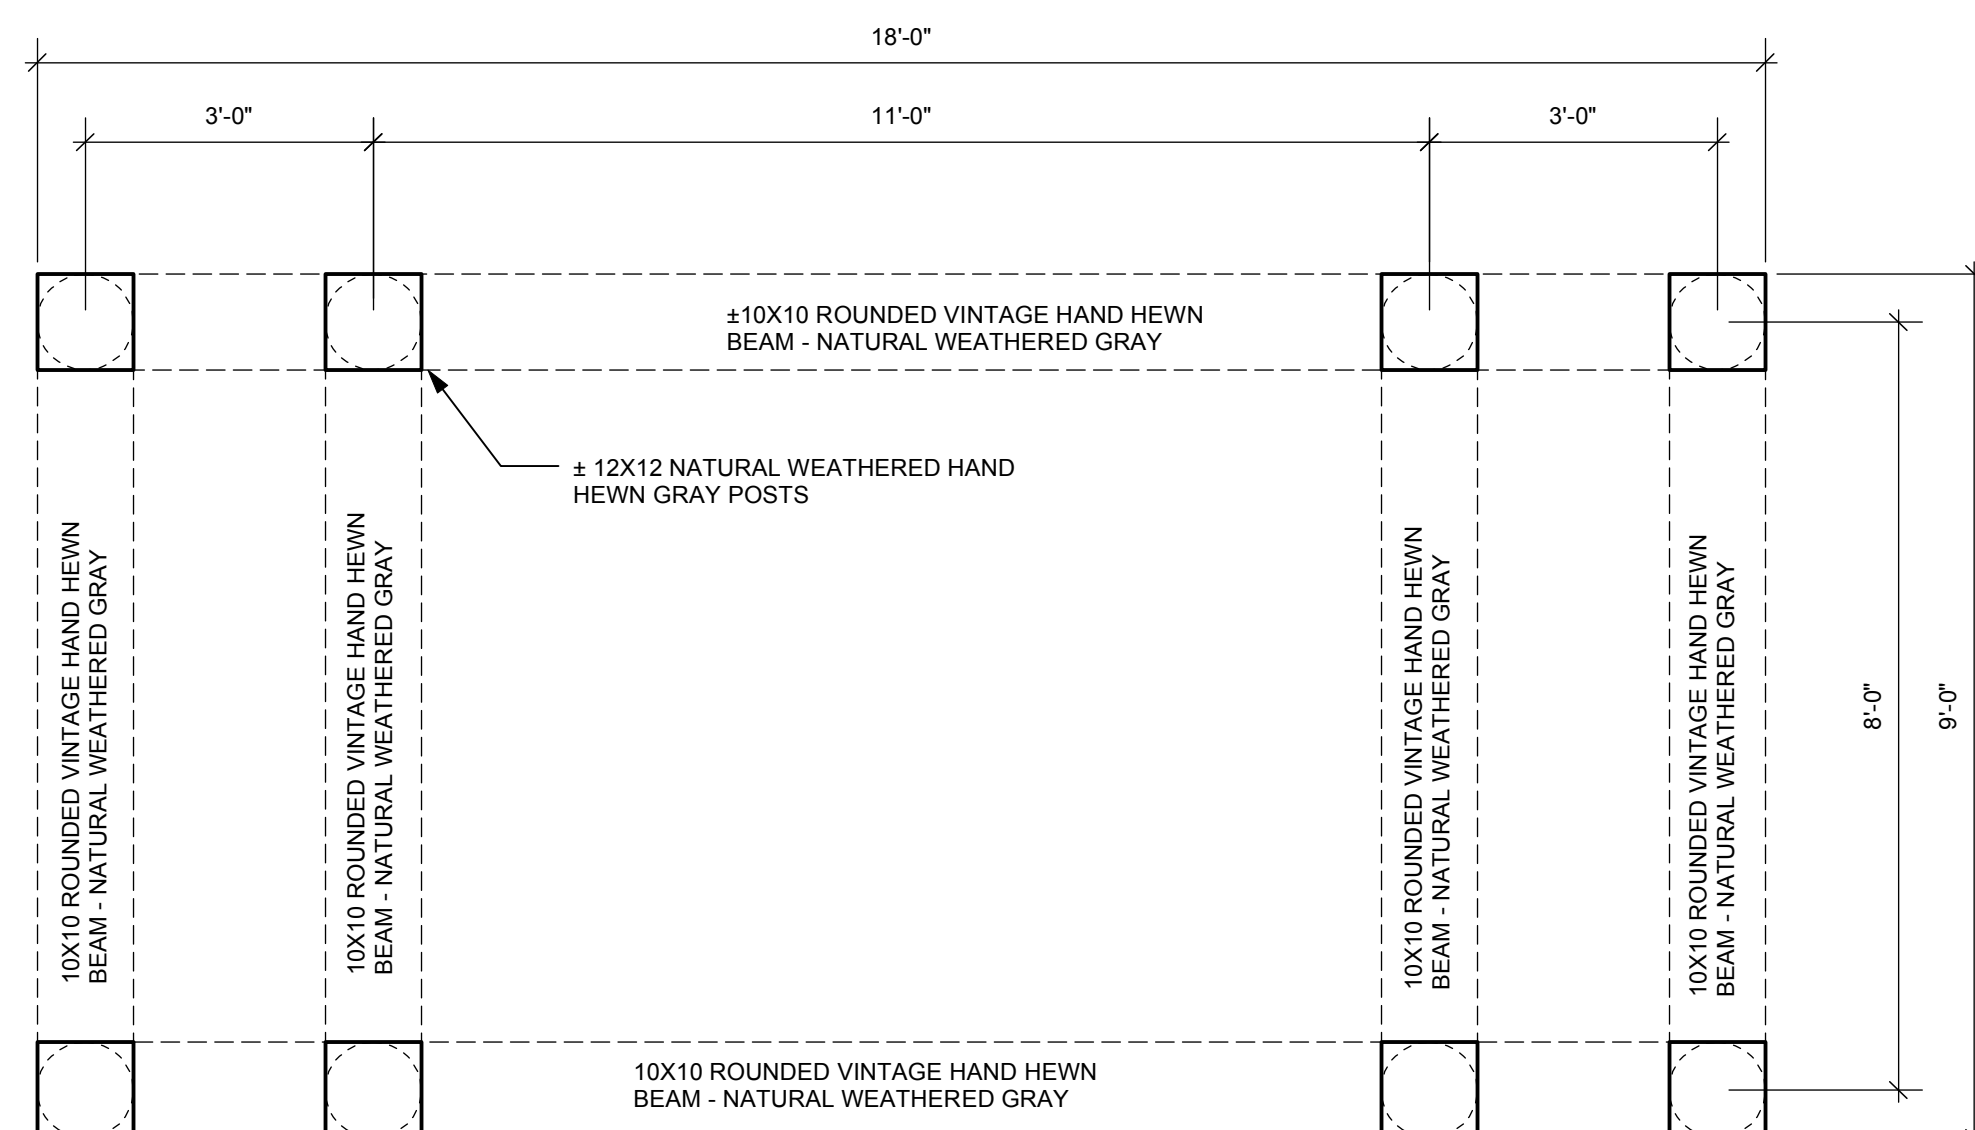 18'-0"
3'-0"
11'-0"
3'-0"
±10X10 ROUNDED VINTAGE HAND HEWN
BEAM - NATURAL WEATHERED GRAY
± 12X12 NATURAL WEATHERED HAND
HEWN GRAY POSTS
10X10 ROUNDED VINTAGE HAND HEWN
BEAM - NATURAL WEATHERED GRAY
10X10 ROUNDED VINTAGE HAND HEWN
BEAM - NATURAL WEATHERED GRAY
10X10 ROUNDED VINTAGE HAND HEWN
BEAM - NATURAL WEATHERED GRAY
10X10 ROUNDED VINTAGE HAND HEWN
BEAM - NATURAL WEATHERED GRAY
8'-0"
9'-0"
10X10 ROUNDED VINTAGE HAND HEWN
BEAM - NATURAL WEATHERED GRAY